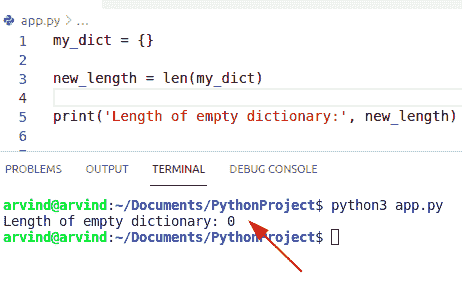 app.py > ...
1 my_dict = {}
2
3 new_length = len(my_dict)
4
5 print('Length of empty dictionary:', new_length)
6
PROBLEMS OUTPUT TERMINAL DEBUG CONSOLE
arvind@arvind:~/Documents/PythonProject$ python3 app.py
Length of empty dictionary: 0
arvind@arvind:~/Documents/PythonProject$